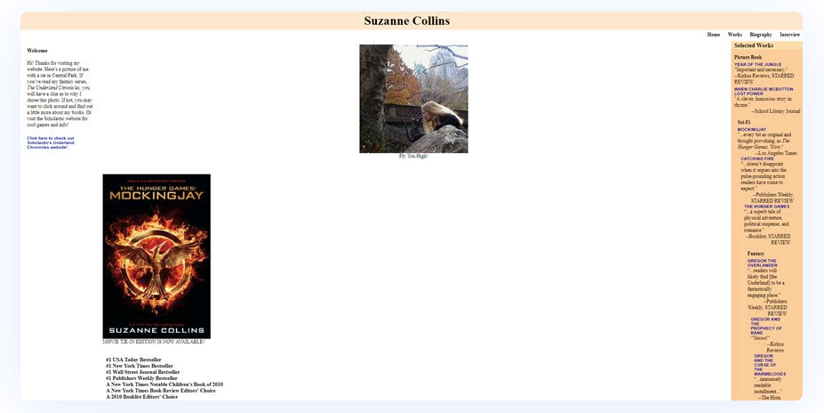 Suzanne Collins
Home Works Biography Interview
Welcome
Hi! Thanks for visiting my
website. Here's a picture of me
with a rat in Central Park. If
you've read my fantasy series,
The Underland Chronicles, you
will have a clue as to why I
chose this photo. If not, you may
want to click around and find out
a little more about my books. Or
visit the Scholastic website for
cool games and info!
Click here to check out
Scholastic's Underland
Chronicles website!
Fly You High!
THE HUNGER GAMES
MOCKINGJAY
SUZANNE COLLINS
MOVIE TIE-IN EDITION IS NOW AVAILABLE!
#1 USA Today Bestseller
#1 New York Times Bestseller
#1 Wall Street Journal Bestseller
#1 Publishers Weekly Bestseller
A New York Times Notable Children's Book of 2010
A New York Times Book Review Editors' Choice
A 2010 Booklist Editors' Choice
Selected Works
Picture Book
YEAR OF THE JUNGLE
"Important and necessary."
--Kirkus Reviews, STARRED
REVIEW
WHEN CHARLIE MCBUTTON
LOST POWER
"A clever, humorous story in
rhyme."
--School Library Journal
Sci-Fi
MOCKINGJAY
"...every bit as original and
thought provoking, as The
Hunger Games. Wow."
--Los Angeles Times
CATCHING FIRE
"...doesn't disappoint
when it segues into the
pulse-pounding action
readers have come to
expect."
--Publishers Weekly,
STARRED REVIEW
THE HUNGER GAMES
"...a superb tale of
physical adventure,
political suspense, and
romance."
--Booklist, STARRED
REVIEW
Fantasy
GREGOR THE
OVERLANDER
"...readers will
likely find [the
Underland] to be a
fantastically
engaging place."
--Publishers
Weekly, STARRED
REVIEW
GREGOR AND
THE
PROPHECY OF
BANE
--Kirkus
Reviews
GREGOR
AND THE
CURSE OF
THE
WARMBLOODS
"...immensely
readable
installment..."
--The Horn